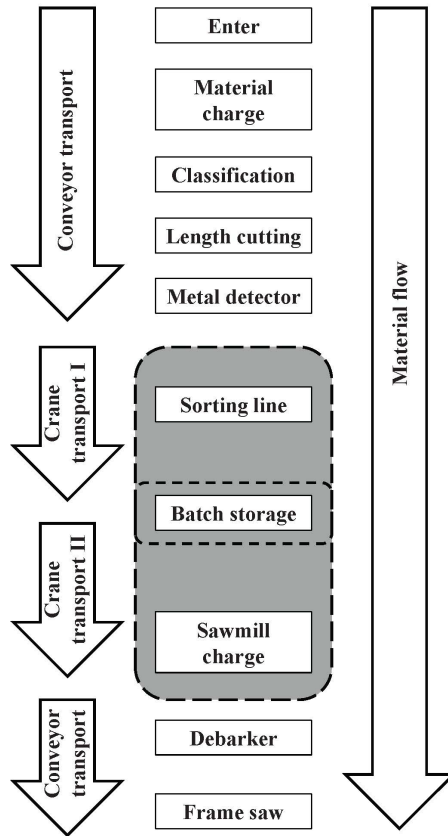 Enter
Material
charge
Classification
Length cutting
Metal detector
Sorting line
Batch storage
Sawmill
charge
Debarker
Frame saw
Conveyor transport
Crane
transport I
Crane
transport II
Conveyor
transport
Material flow